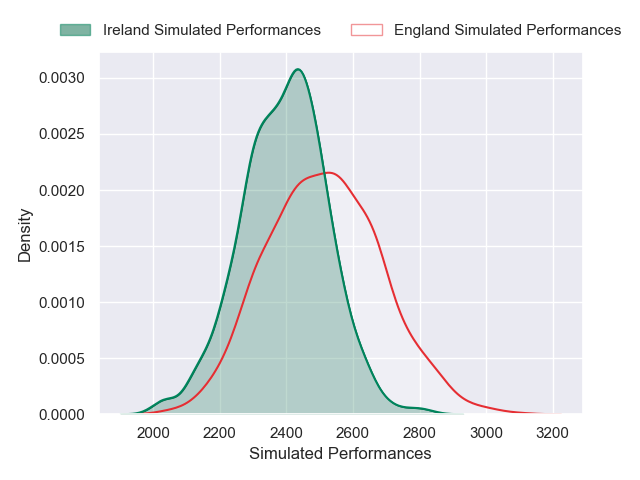 Ireland Simulated Performances England Simulated Performances
0.0030
0.0025
0.0020
0.0015
0.0010
0.0005
0.0000
Density
2000 2200 2400 2600 2800 3000 3200
Simulated Performances